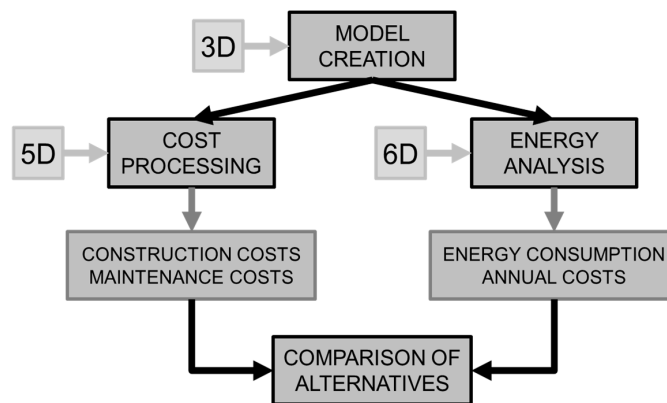 3D
MODEL
CREATION
5D
COST
PROCESSING
6D
ENERGY
ANALYSIS
CONSTRUCTION COSTS
MAINTENANCE COSTS
ENERGY CONSUMPTION
ANNUAL COSTS
COMPARISON OF
ALTERNATIVES